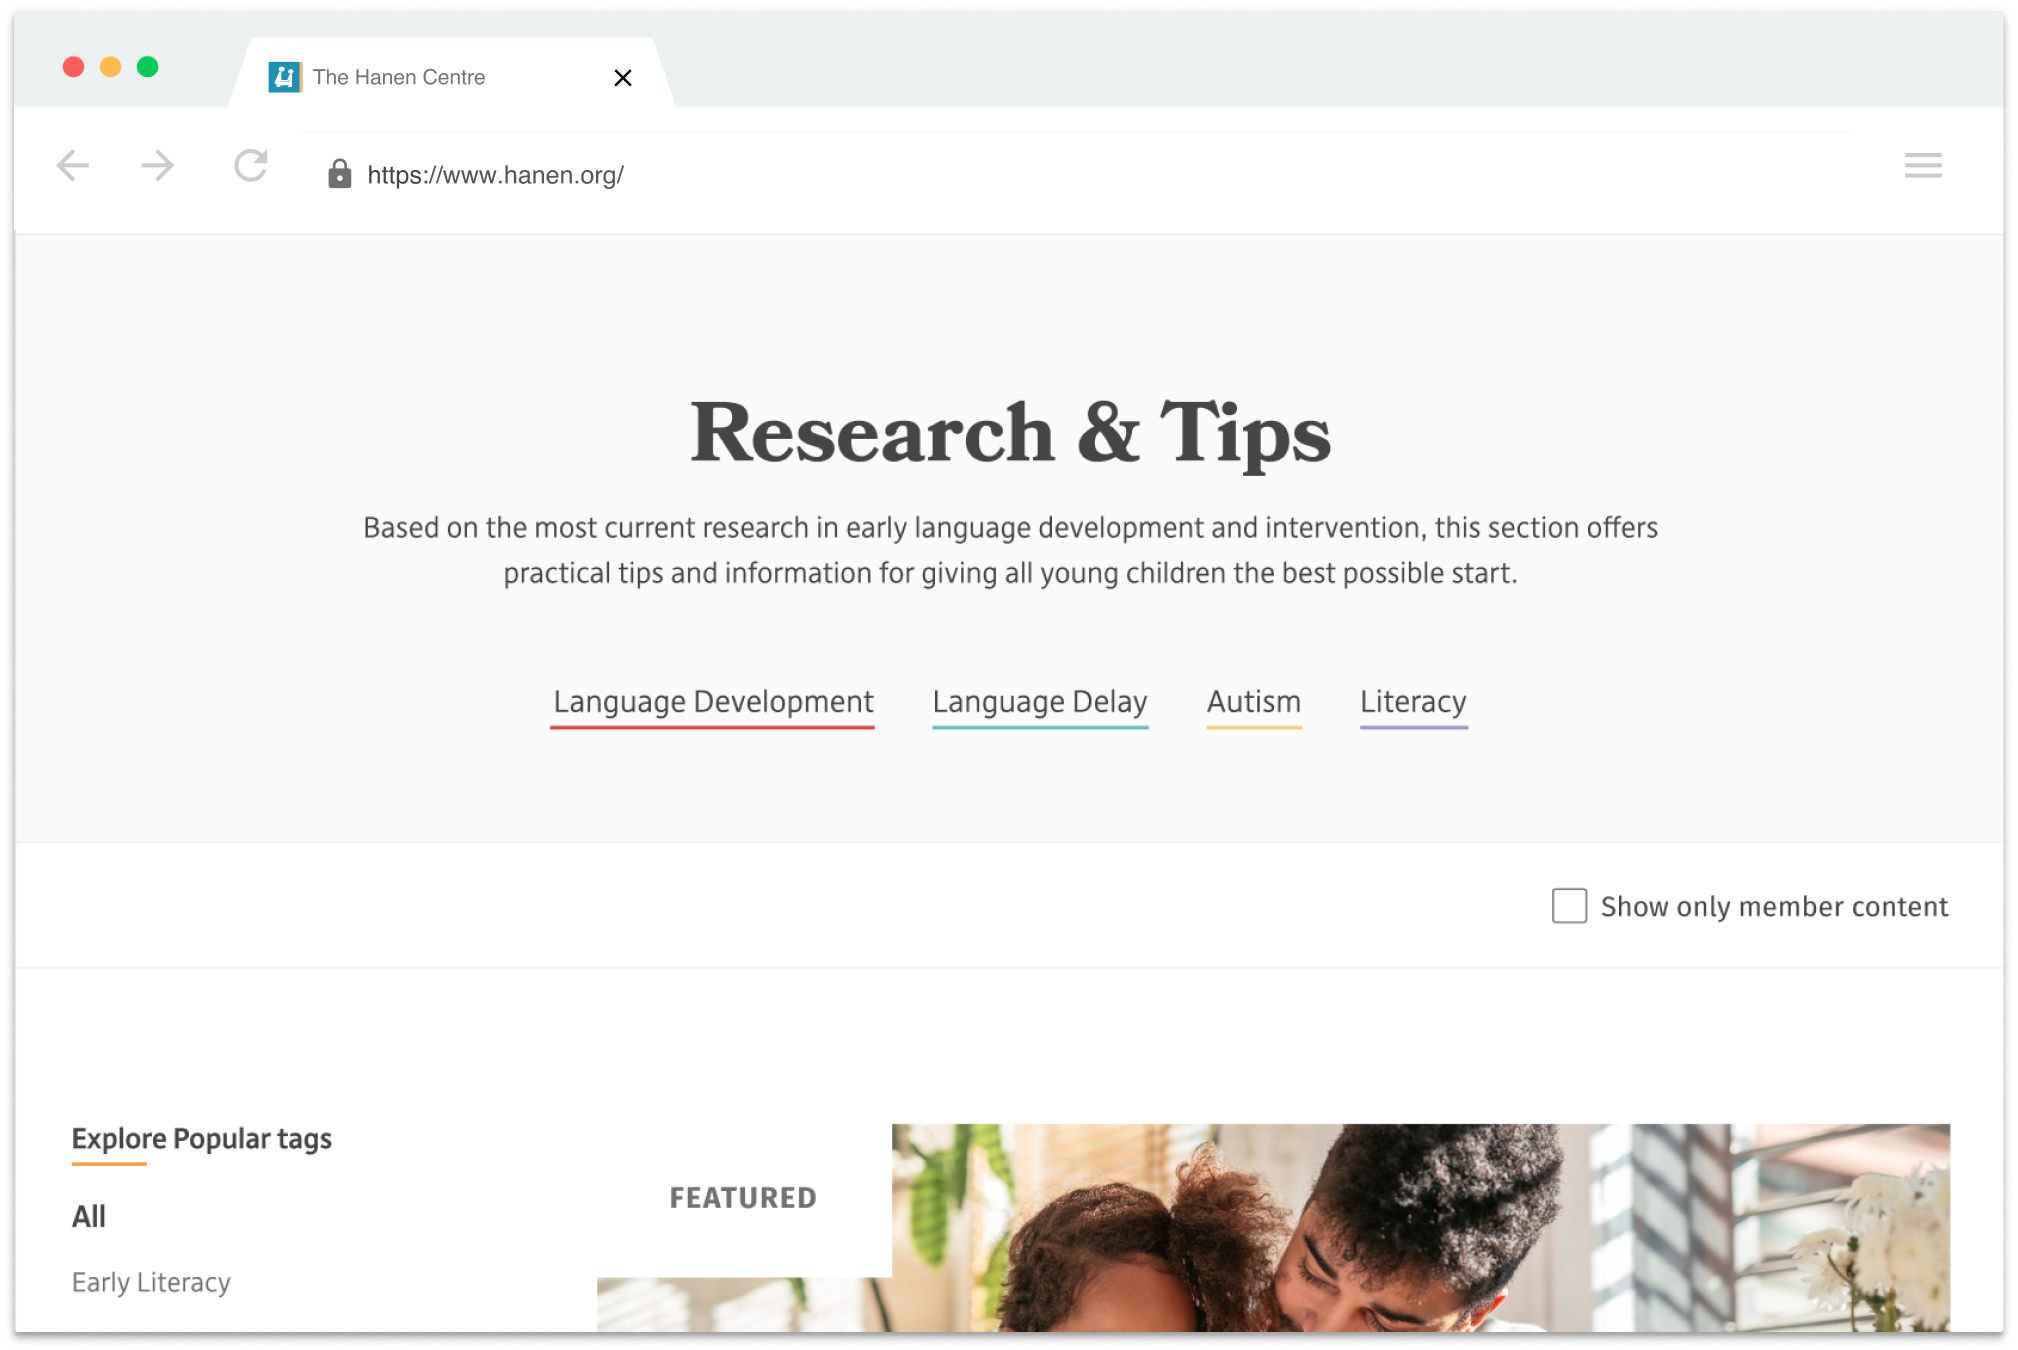 The Hanen Centre
https://www.hanen.org/
Research & Tips
Based on the most current research in early language development and intervention, this section offers
practical tips and information for giving all young children the best possible start.
Language Development Language Delay Autism Literacy
Show only member content
Explore Popular tags
All
Early Literacy
FEATURED